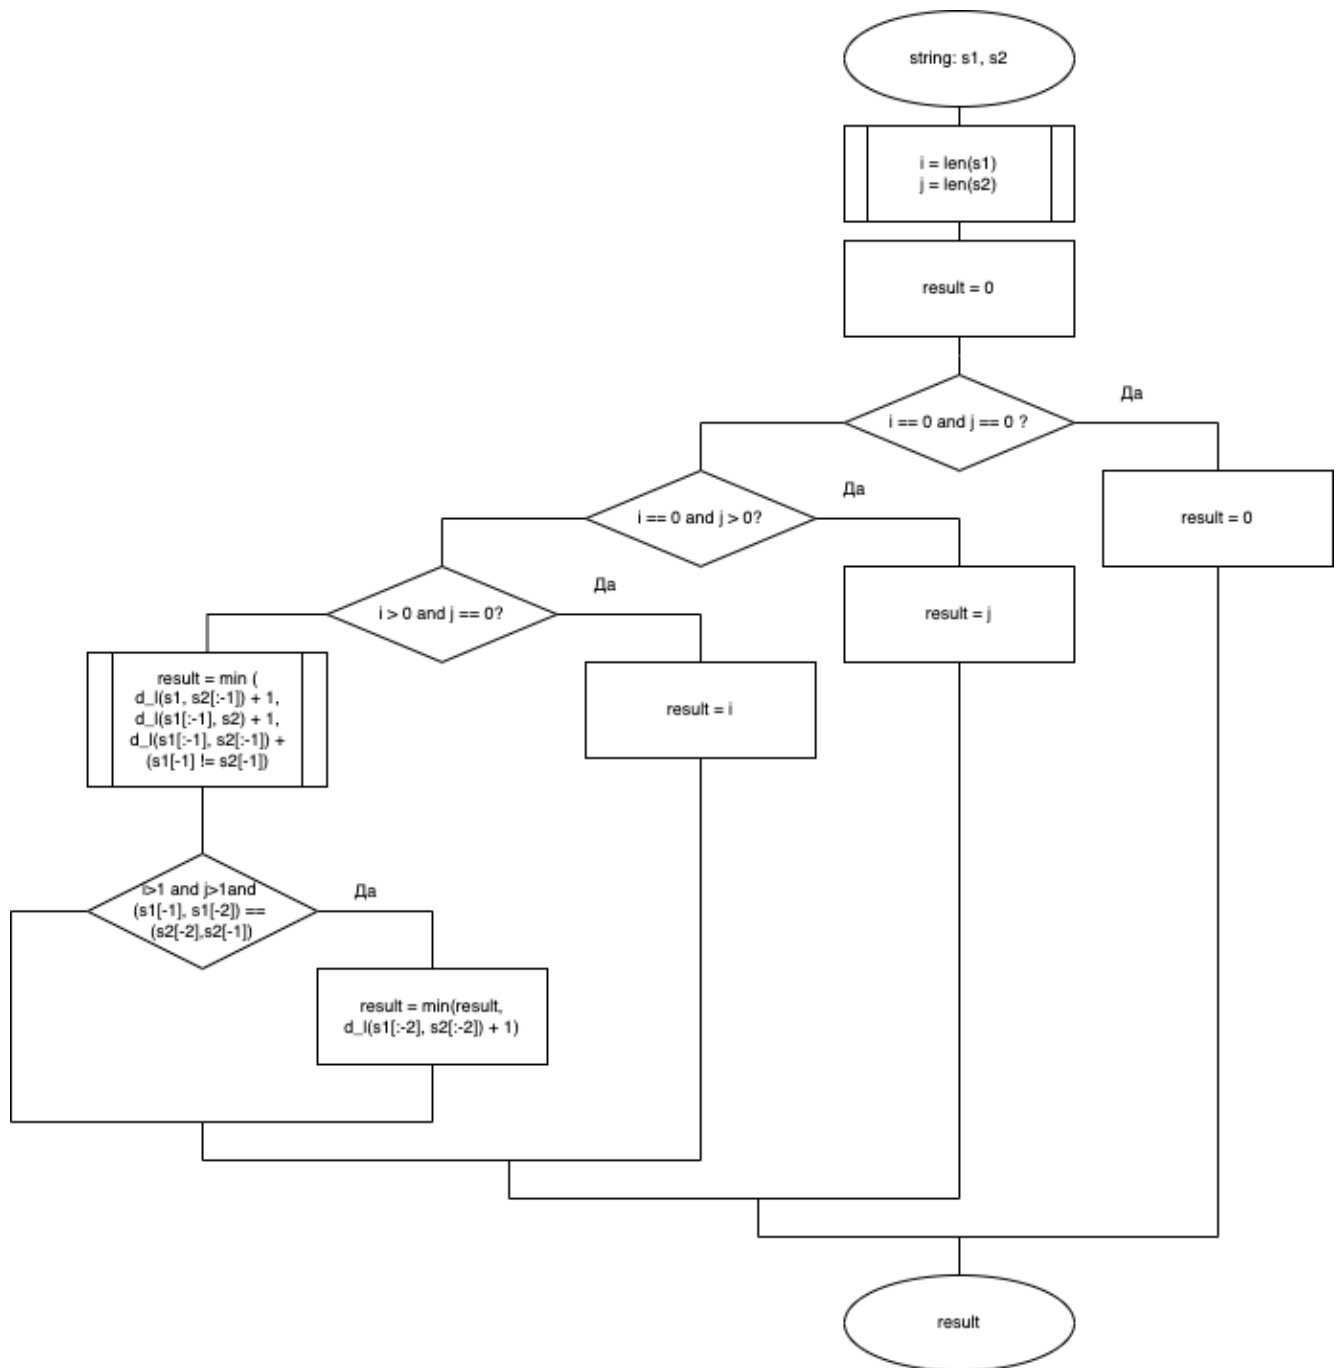 string: s1, s2
i = len(s1)
j = len(s2)
result = 0
Да
i == 0 and j == 0 ?
Да
i == 0 and j > 0?
result = 0
Да
i > 0 and j == 0?
result = j
result = min (
d_l(s1, s2[:-1]) + 1,
d_l(s1[:-1], s2) + 1,
d_l(s1[:-1], s2[:-1]) +
(s1[-1] != s2[-1])
result = i
i>1 and j>1and
(s1[-1], s1[-2]) ==
(s2[-2],s2[-1])
Да
result = min(result,
d_l(s1[:-2], s2[:-2]) + 1)
result